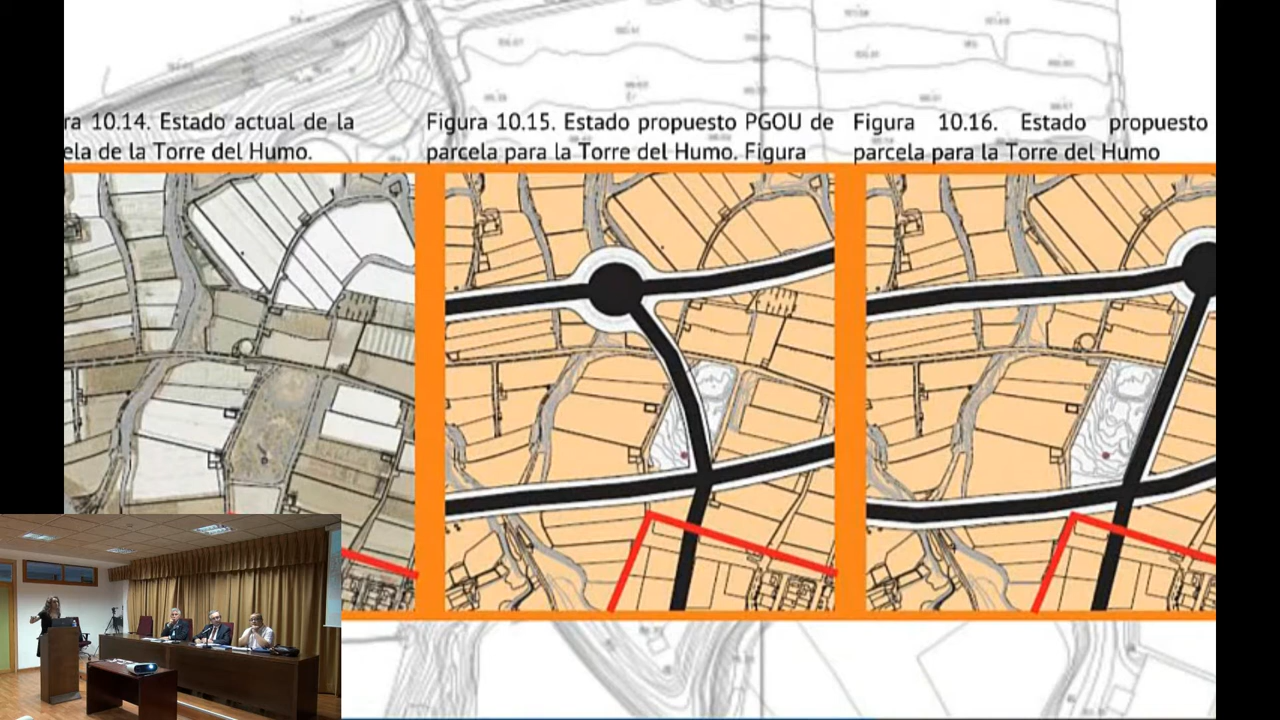 ra 10.14. Estado actual de la
ela de la Torre del Humo.
Figura 10.15. Estado propuesto PGOU de
parcela para la Torre del Humo. Figura
Figura 10.16. Estado propuesto
parcela para la Torre del Humo